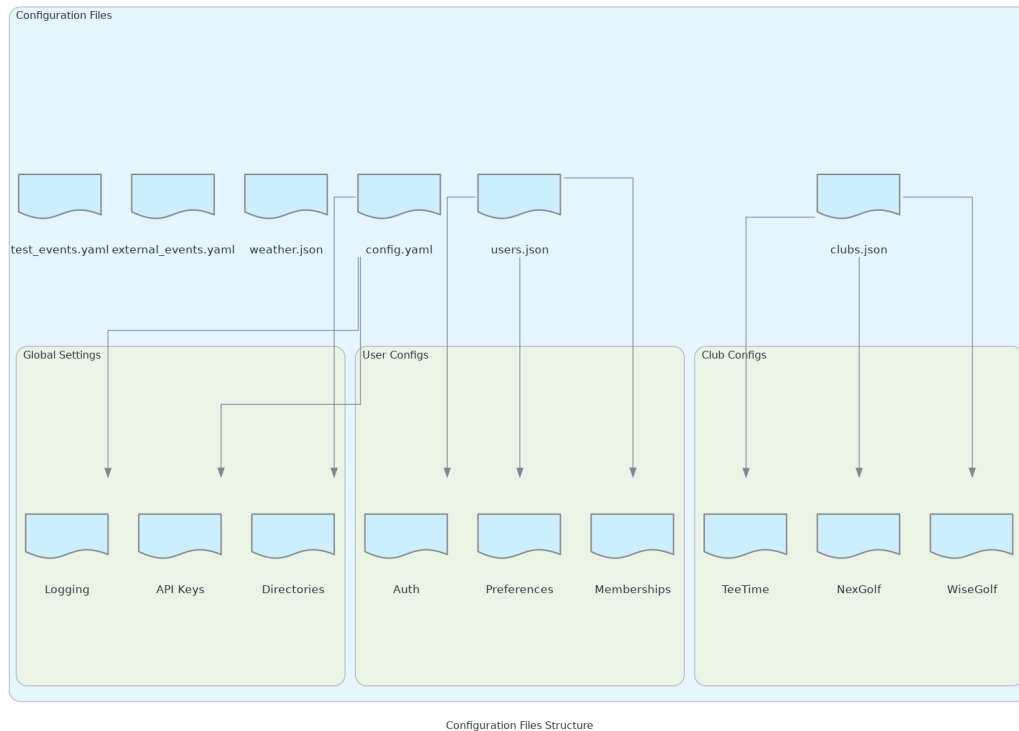 Configuration Files
test_events.yaml
external_events.yaml
weather.json
config.yaml
users.json
clubs.json
Global Settings
User Configs
Club Configs
Logging
API Keys
Directories
Auth
Preferences
Memberships
TeeTime
NexGolf
WiseGolf
Configuration Files Structure